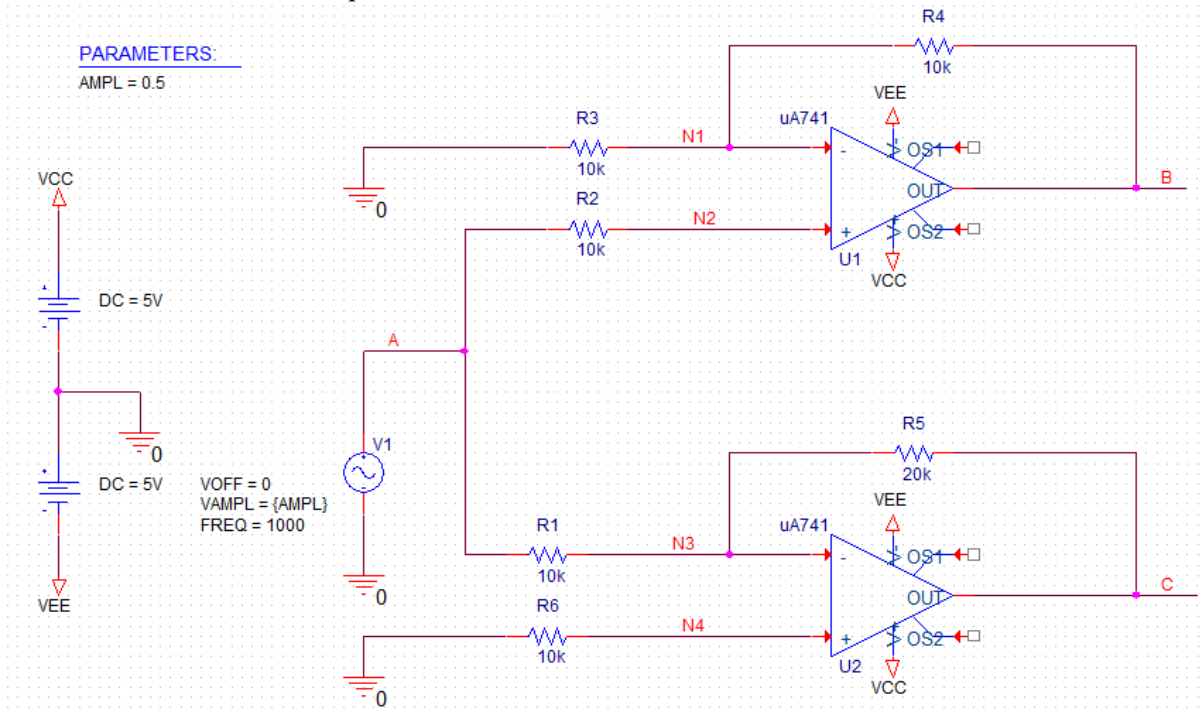 PARAMETERS:
AMPL = 0.5
VCC
DC = 5V
0
DC = 5V
VEE
VOFF = 0
VAMPL = {AMPL}
FREQ = 1000
V1
0
A
R4
10k
VEE
uA741
R3
10k
N1
0
R2
10k
N2
-
+
OS1
OUT
OS2
U1
VCC
B
R5
20k
VEE
uA741
R1
10k
N3
R6
10k
N4
0
-
+
OS1
OUT
OS2
U2
VCC
C